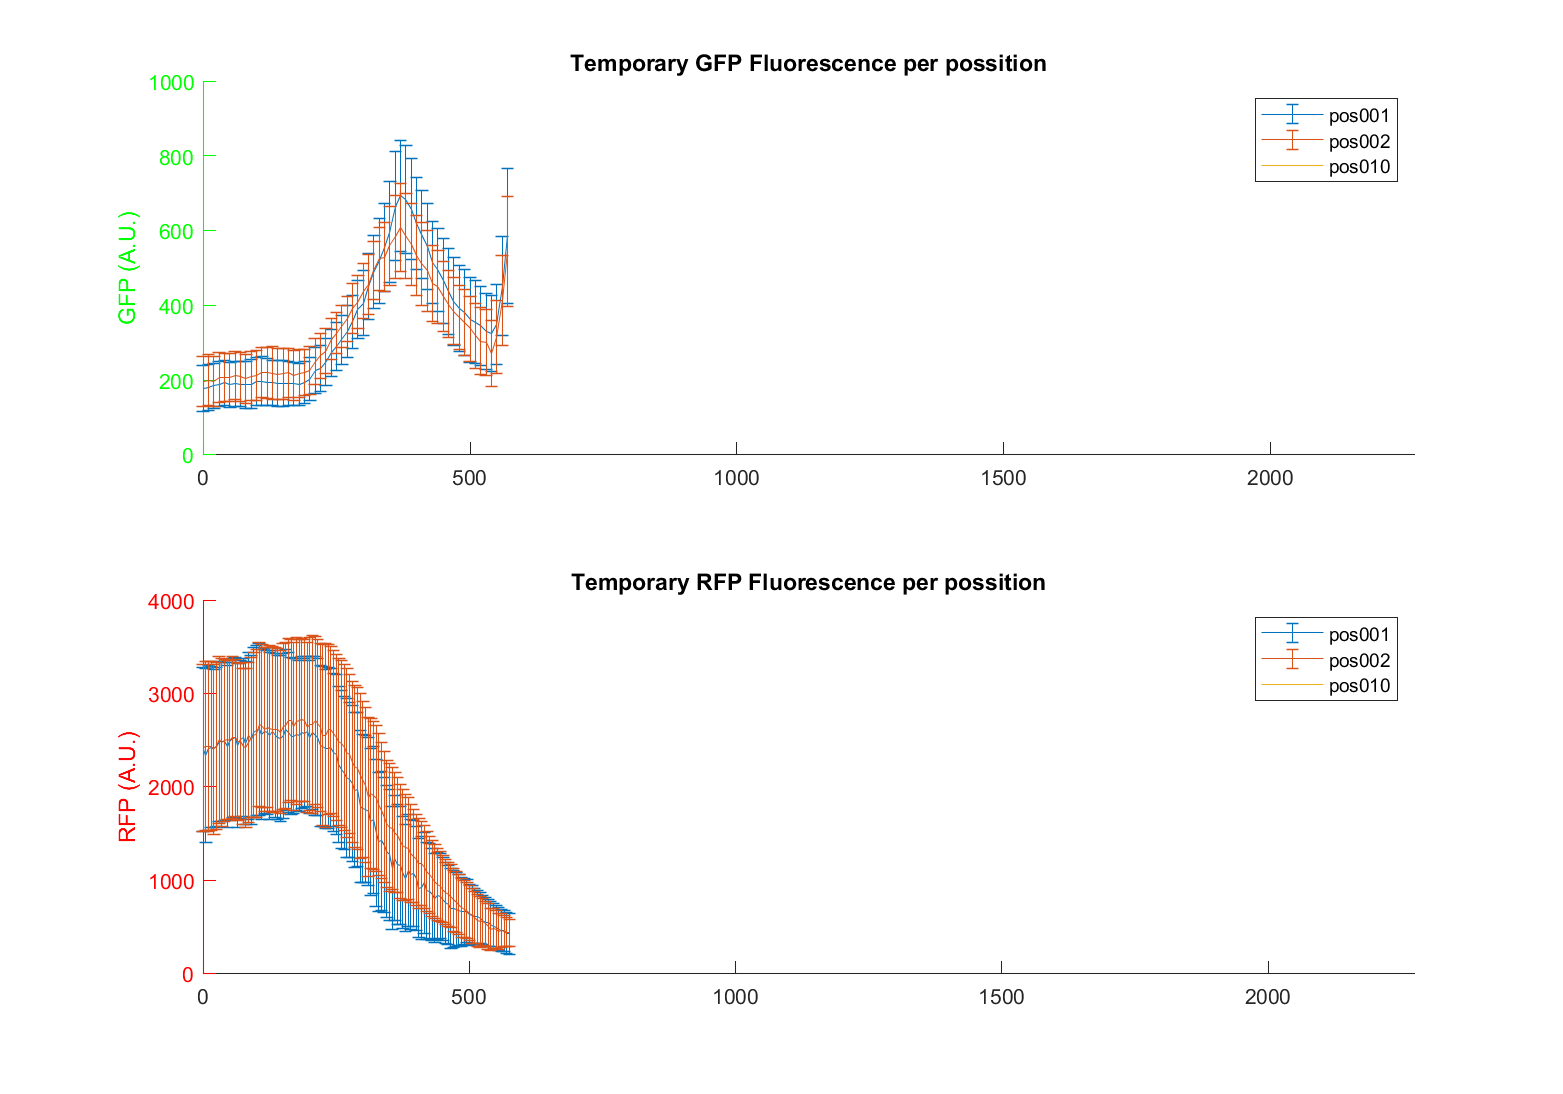 Temporary GFP Fluorescence per possition
1000
800
600
400
200
0
GFP (A.U.)
pos001
pos002
pos010
0 500 1000 1500 2000
Temporary RFP Fluorescence per possition
4000
3000
2000
1000
0
RFP (A.U.)
pos001
pos002
pos010
0 500 1000 1500 2000